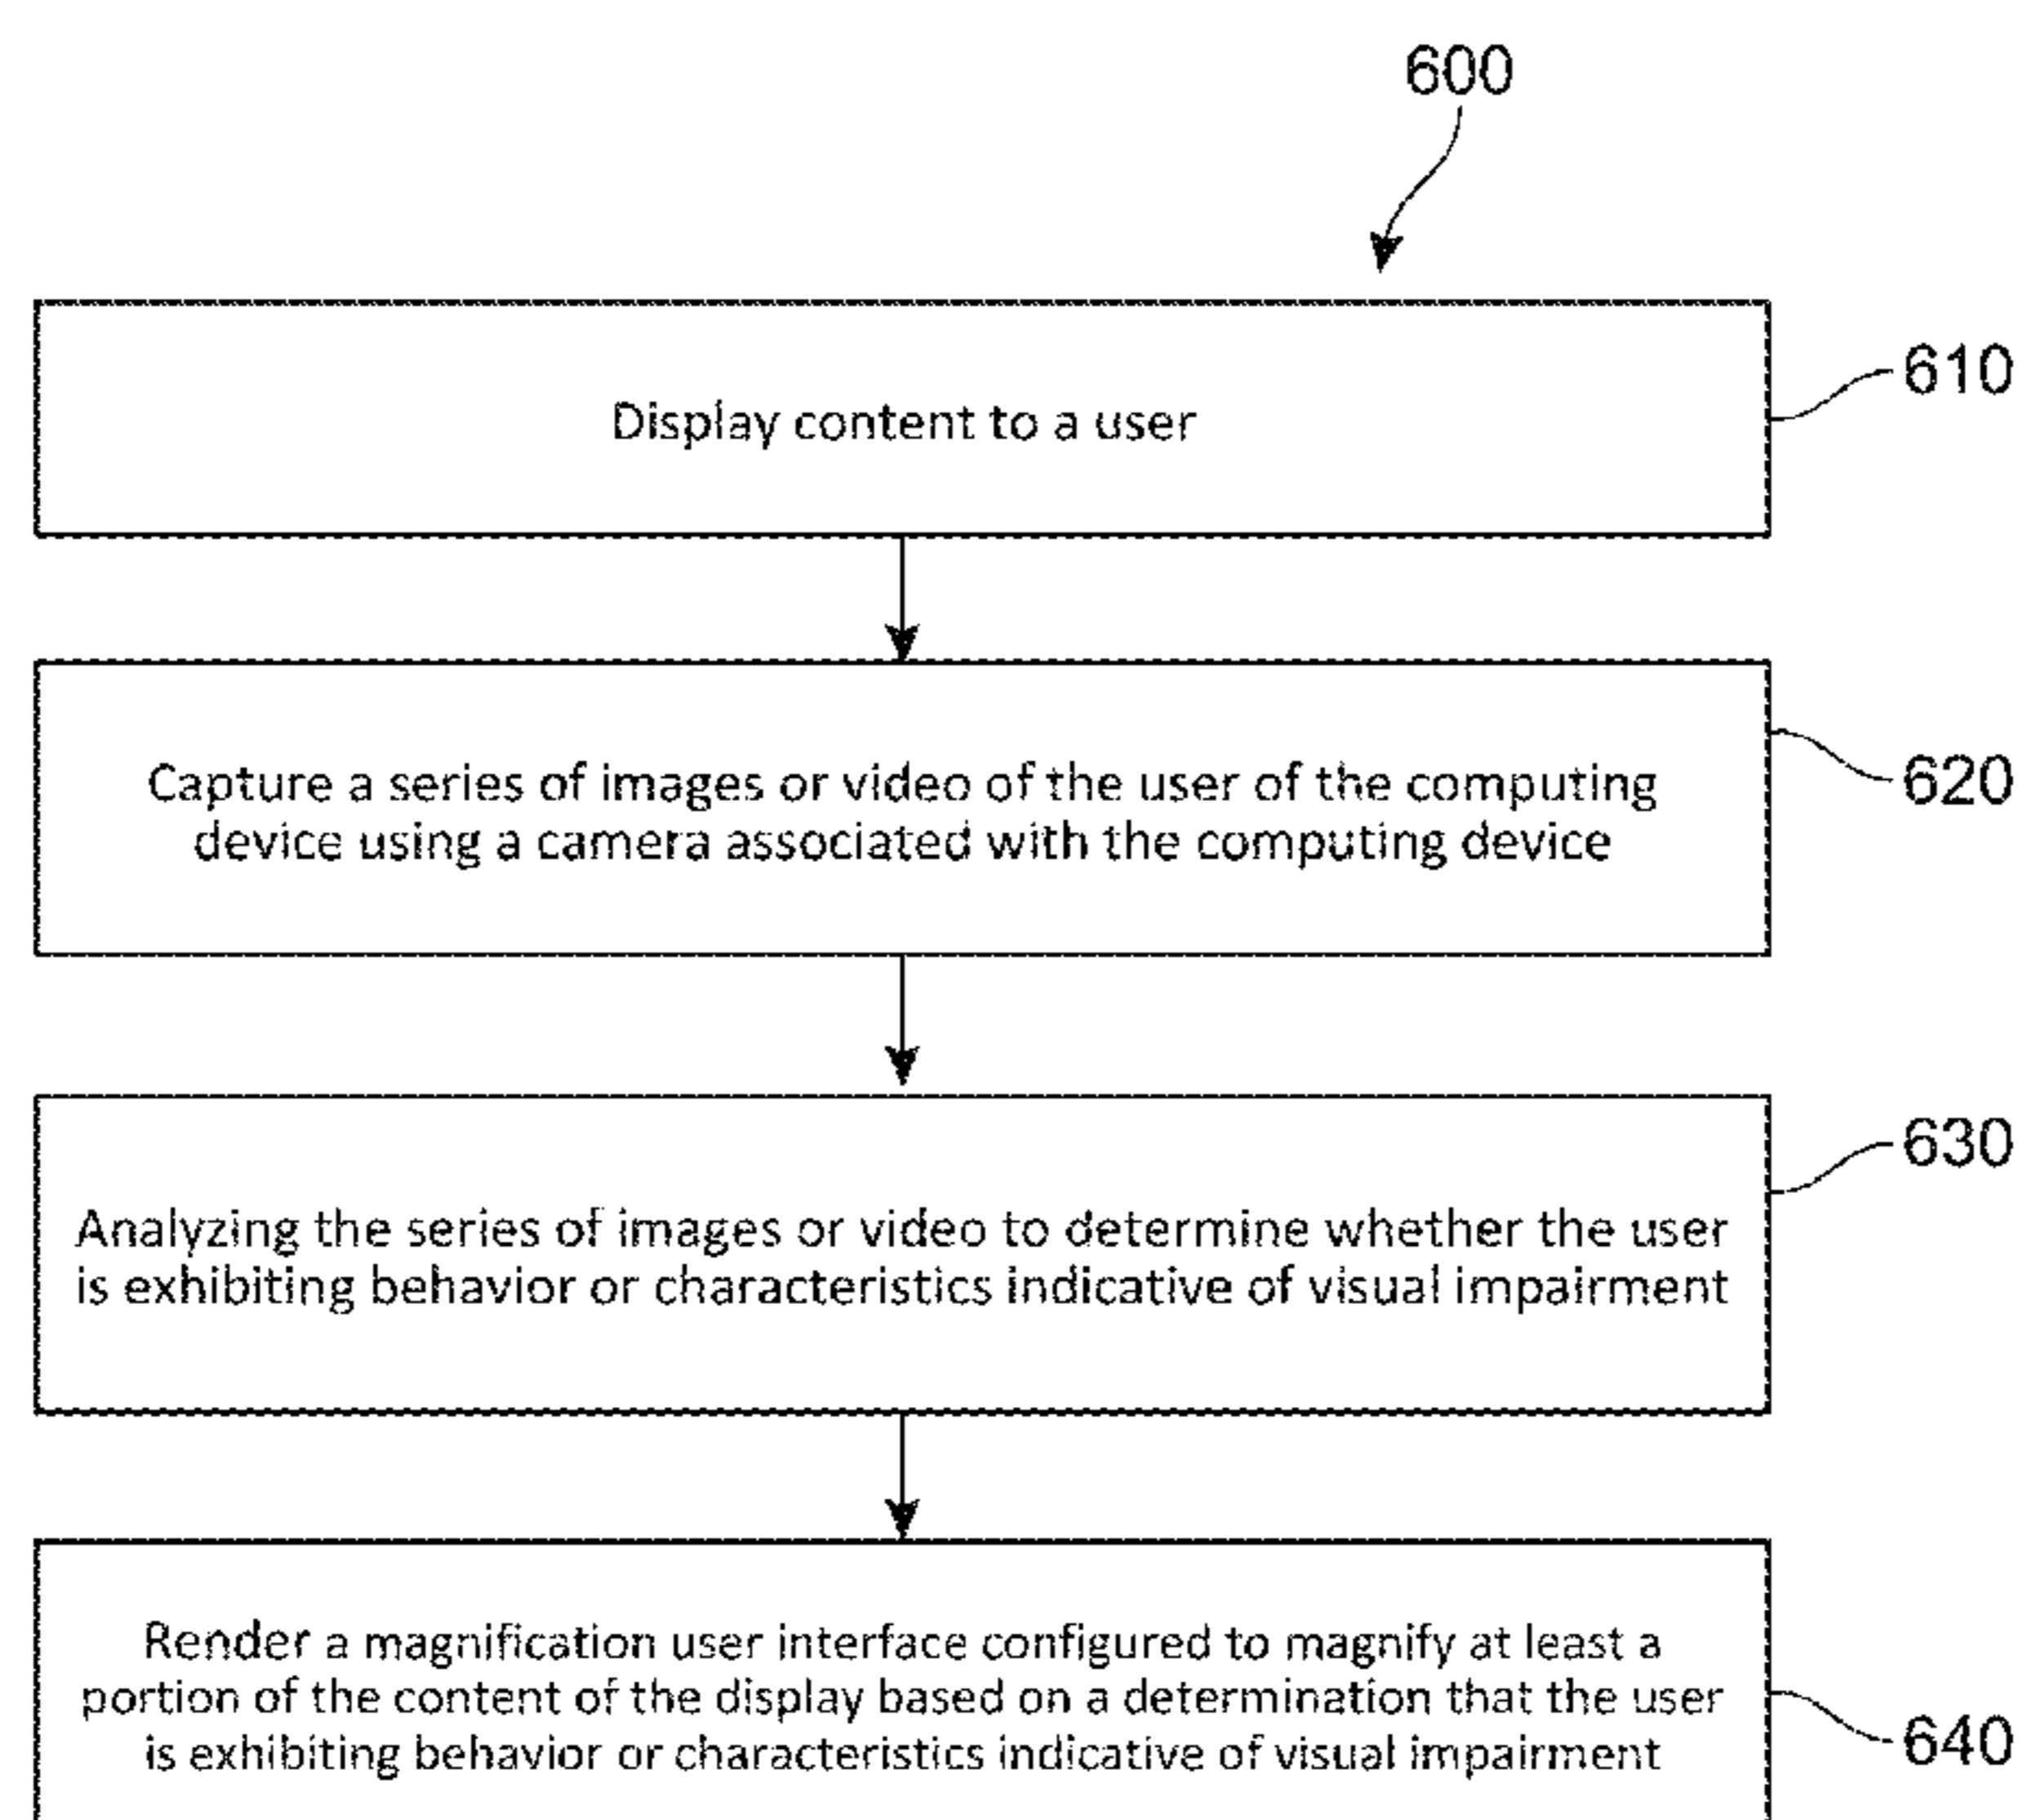 600
Display content to a user
610
Capture a series of images or video of the user of the computing
device using a camera associated with the computing device
620
Analyzing the series of images or video to determine whether the user
is exhibiting behavior or characteristics indicative of visual impairment
630
Render a magnification user interface configured to magnify at least a
portion of the content of the display based on a determination that the user
is exhibiting behavior or characteristics indicative of visual impairment
640